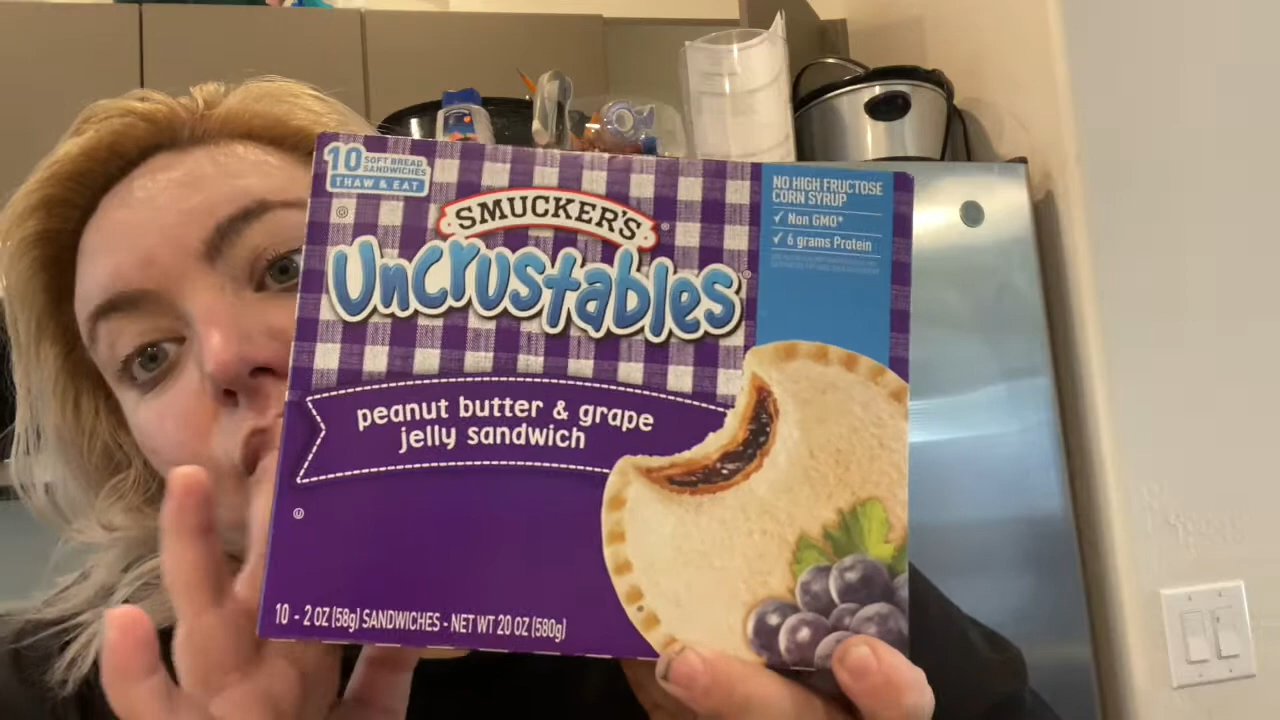 10 SOFT BREAD
SANDWICHES
THAW & EAT
SMUCKER'S
Uncrustables
NO HIGH FRUCTOSE
CORN SYRUP
✓ Non GMO*
✓ 6 grams Protein
peanut butter & grape
jelly sandwich
10 - 2 OZ (58g) SANDWICHES - NET WT 20 OZ (580g)